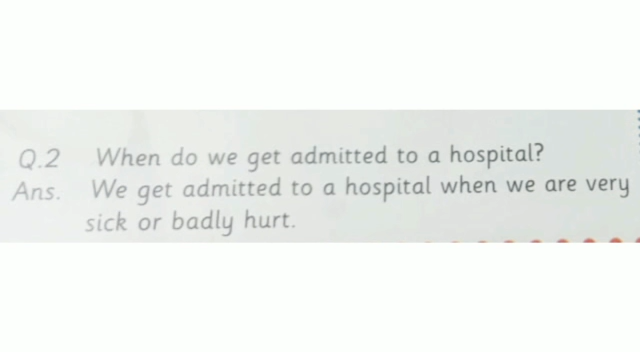 Q.2 When do we get admitted to a hospital?
Ans. We get admitted to a hospital when we are very
sick or badly hurt.